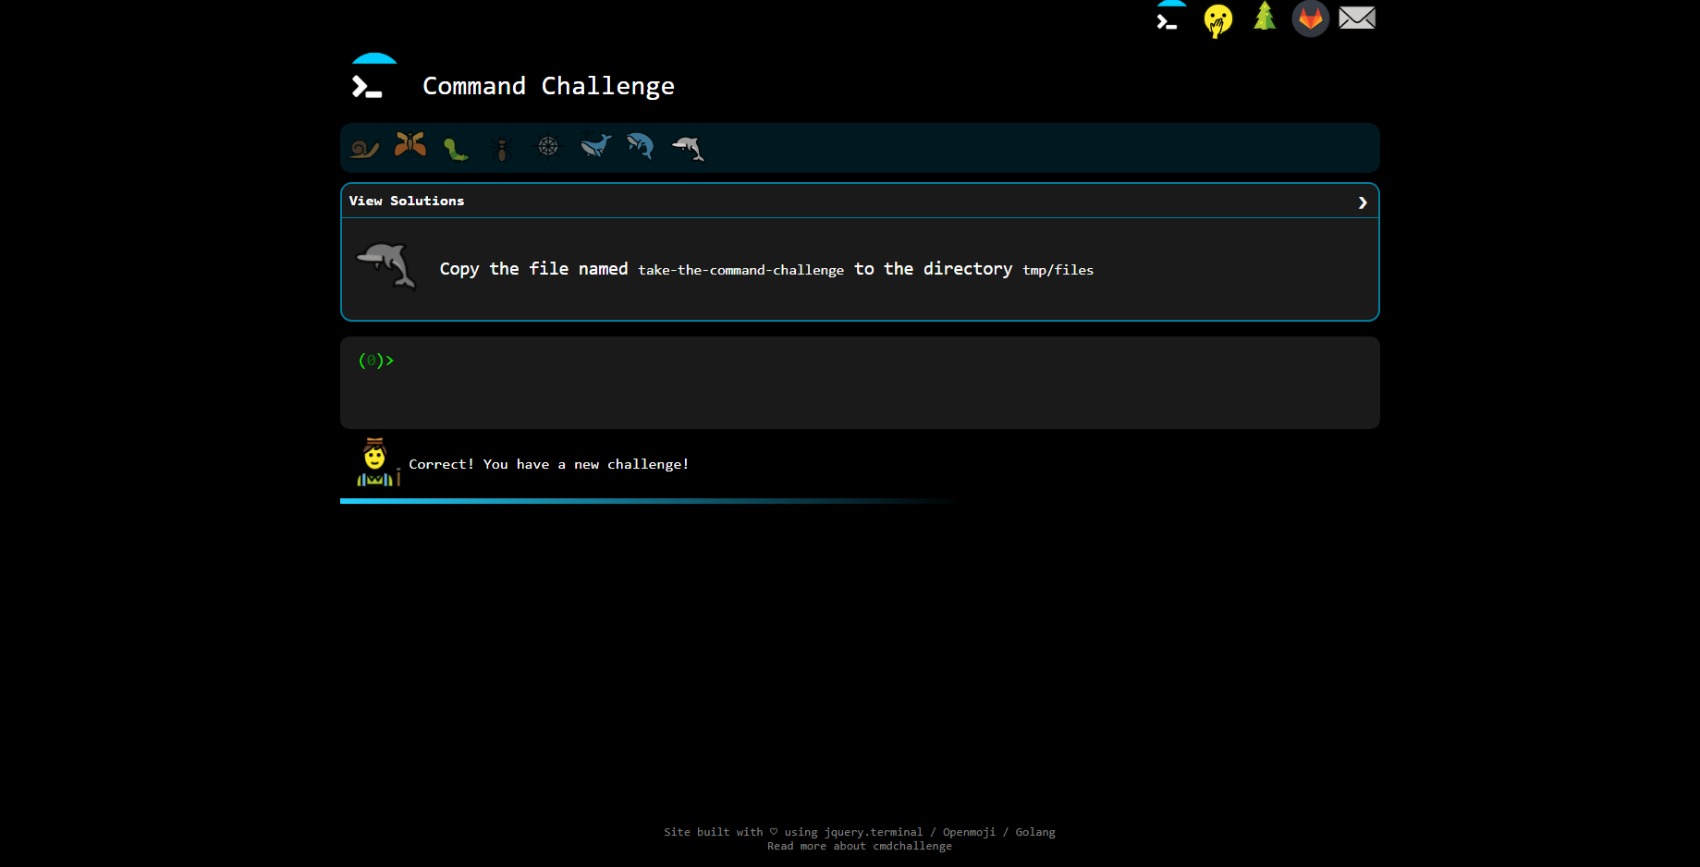 Command Challenge
View Solutions
Copy the file named take-the-command-challenge to the directory tmp/files
(0)>
Correct! You have a new challenge!
Site built with ♡ using jquery.terminal / Openmoji / Golang
Read more about cmdchallenge